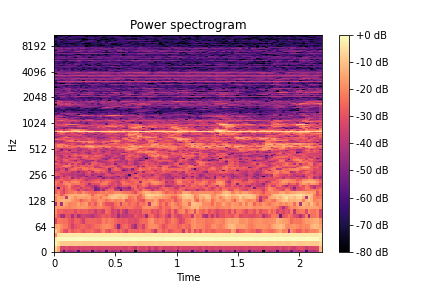 Power spectrogram
Hz
8192
4096
2048
1024
512
256
128
64
0
0
0.5
1
1.5
2
Time
+0 dB
-10 dB
-20 dB
-30 dB
-40 dB
-50 dB
-60 dB
-70 dB
-80 dB